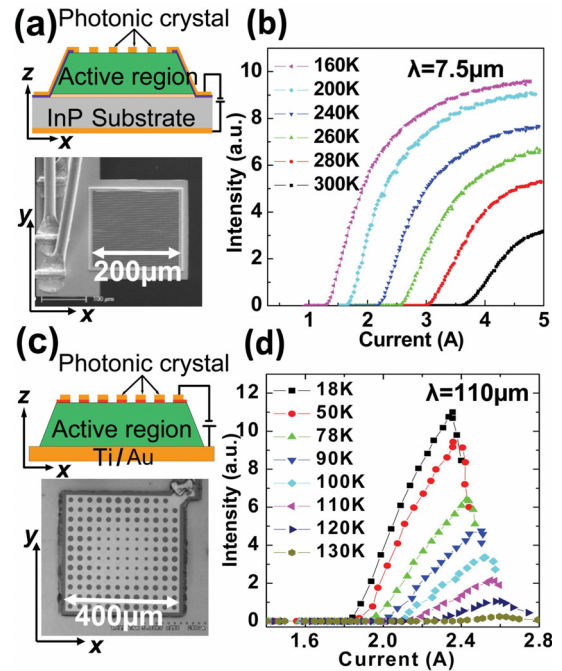 (a)
Photonic crystal
z
Active region
InP Substrate
x
y
200μm
100 μm
x
(b)
10
8
6
4
2
0
Intensity (a.u.)
160K
200K
240K
260K
280K
300K
λ=7.5μm
0 1 2 3 4 5
Current (A)
(c)
Photonic crystal
z
Active region
Ti/Au
x
y
400μm
x
(d)
12
10
8
6
4
2
0
Intensity (a.u.)
18K
50K
78K
90K
100K
110K
120K
130K
λ=110μm
1.6 2.0 2.4 2.8
Current (A)